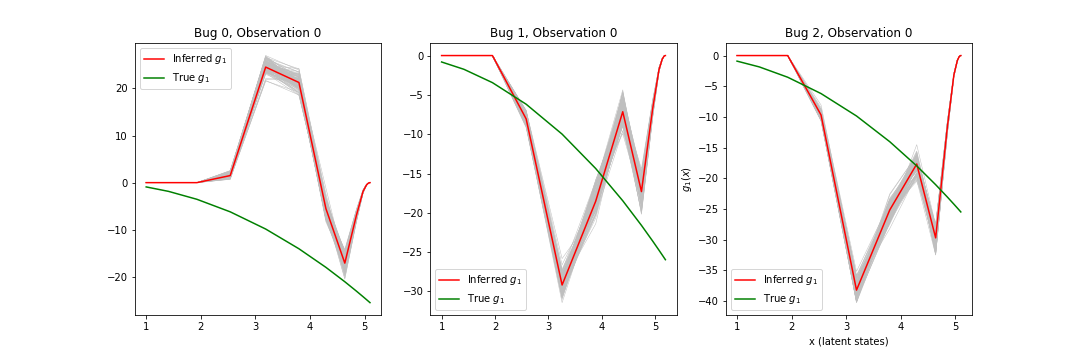 Bug 0, Observation 0
Inferred g₁
True g₁
20
10
0
−10
−20
1 2 3 4 5
Bug 1, Observation 0
0
−5
−10
−15
−20
−25
−30
Inferred g₁
True g₁
1 2 3 4 5
Bug 2, Observation 0
g₁(x)
0
−5
−10
−15
−20
−25
−30
−35
−40
Inferred g₁
True g₁
1 2 3 4 5
x (latent states)